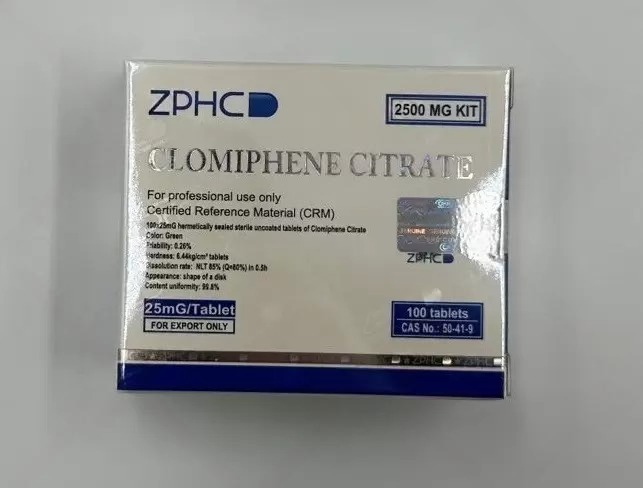 ZPHC
2500 MG KIT
CLOMIPHENE CITRATE
For professional use only
Certified Reference Material (CRM)
100x25mG hermetically sealed sterile uncoated tablets of Clomiphene Citrate
Color: Green
Friability: 0.26%
Hardness: 6.44kg/cm² tablets
Dissolution rate: NLT 85% (Q=80%) in 0.5h
Appearance: shape of a disk
Content uniformity: 99.8%
ZPHC
25mG/Tablet
FOR EXPORT ONLY
100 tablets
CAS No.: 50-41-9
ZPHC
ZPHC